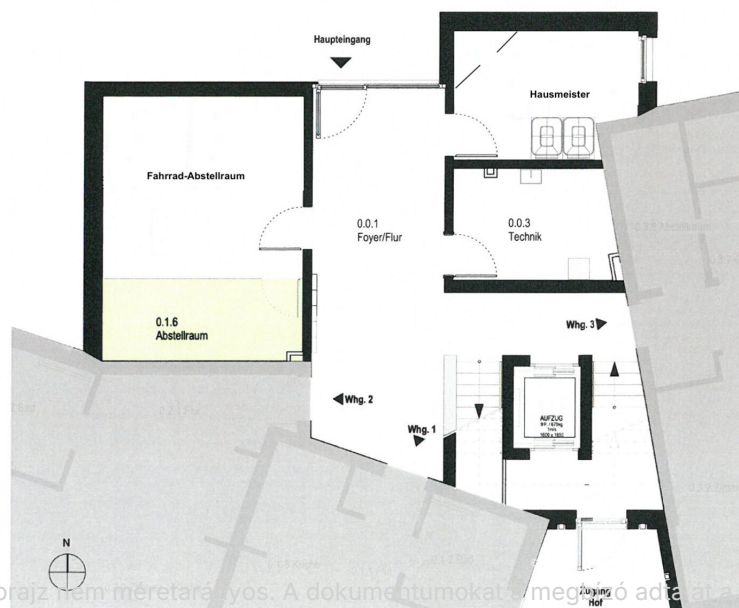 Haupteingang
Hausmeister
Fahrrad-Abstellraum
0.0.1
Foyer/Flur
0.0.3
Technik
0.1.6
Abstellraum
Whg. 3
Whg. 2
Whg. 1
AUFZUG
N
nem méretarányos. A dokumentumokat a megbízó adta át a
Zugang
Hof